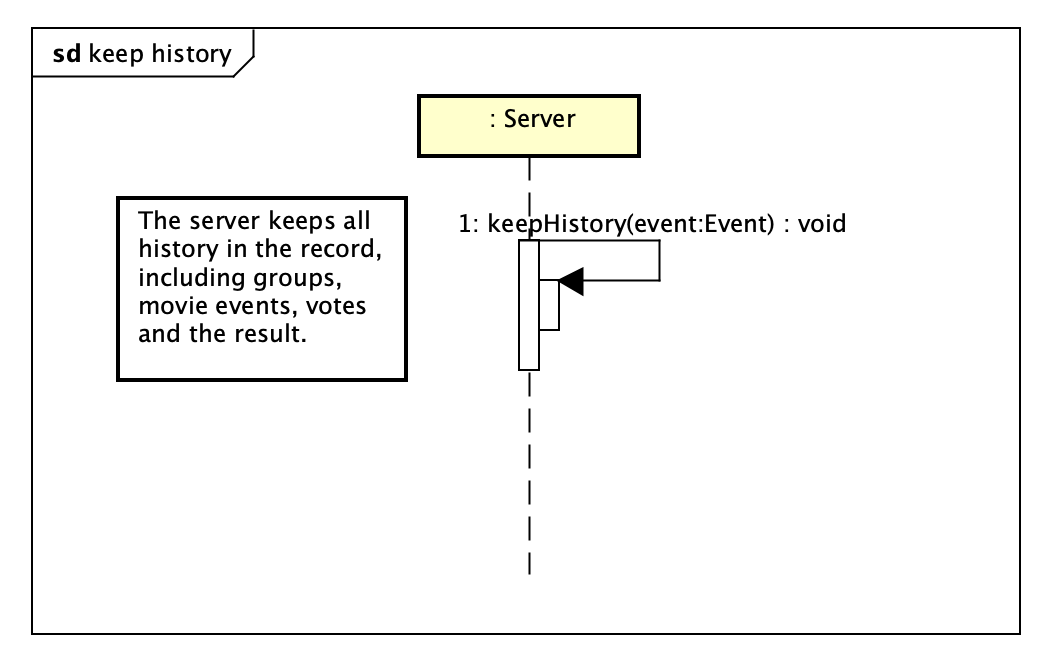 sd keep history
: Server
The server keeps all
history in the record,
including groups,
movie events, votes
and the result.
1: keepHistory(event:Event) : void